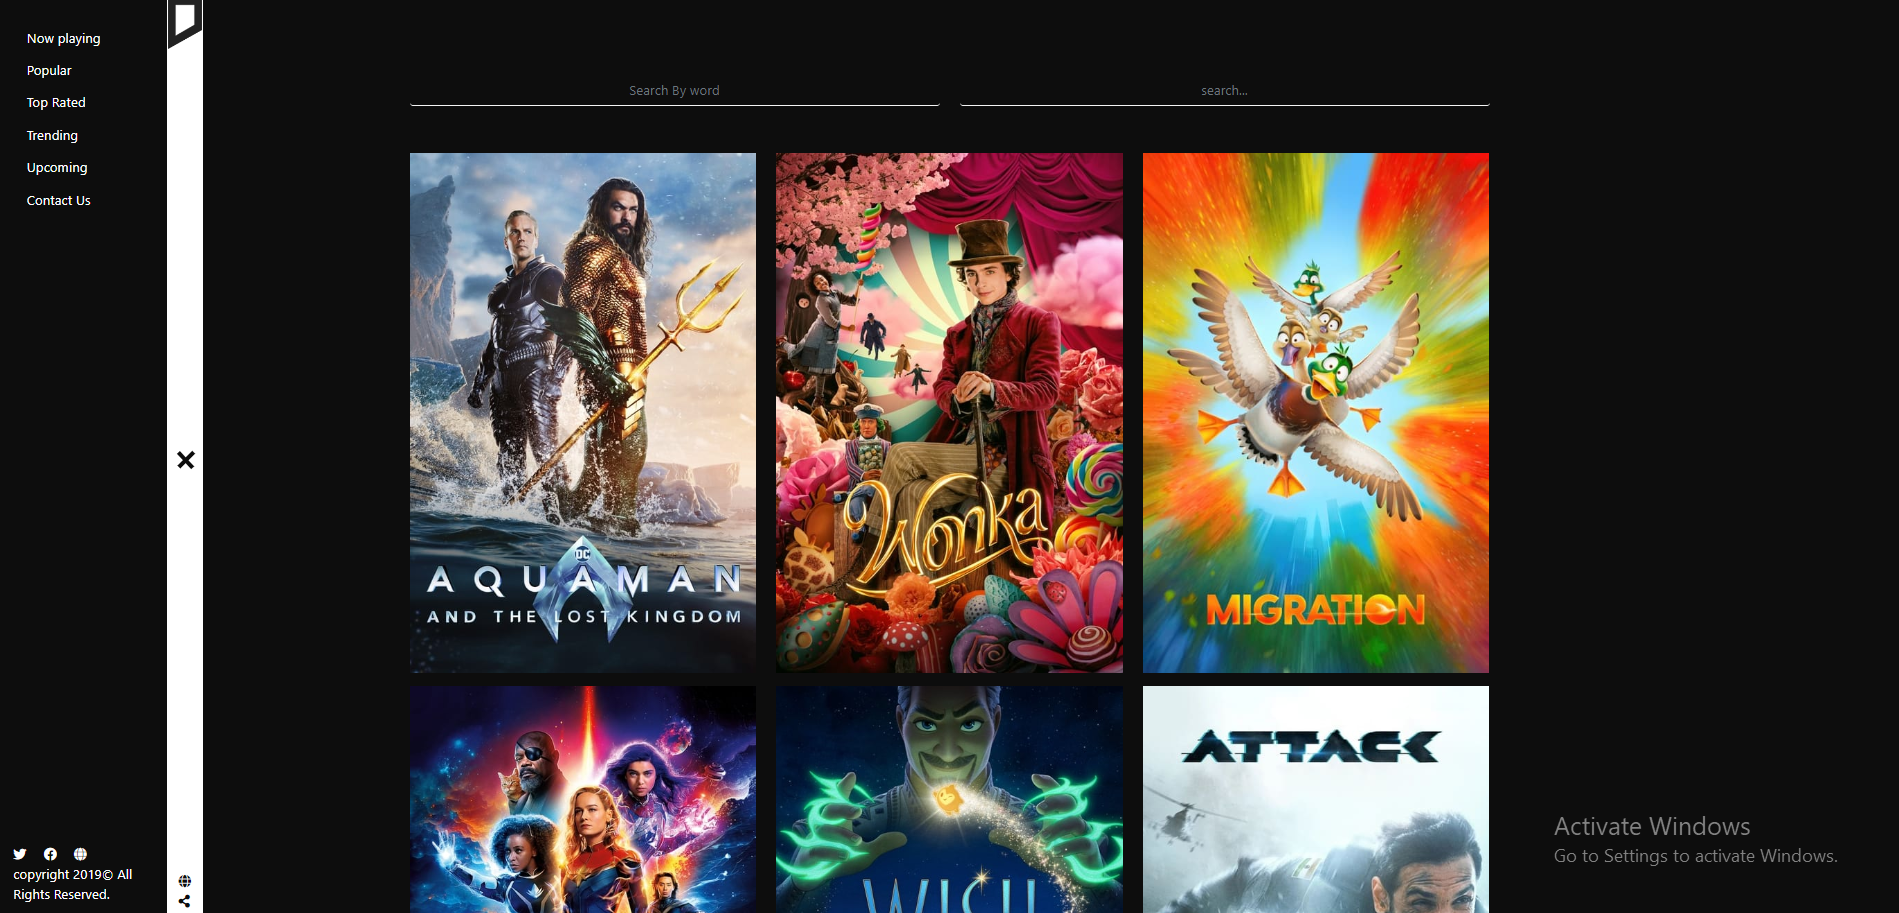 Now playing
Popular
Top Rated
Trending
Upcoming
Contact Us
Search By word
search...
DC
AQUAMAN
AND THE LOST KINGDOM
Wonka
MIGRATION
WISH
ATTACK
Activate Windows
Go to Settings to activate Windows.
copyright 2019© All
Rights Reserved.